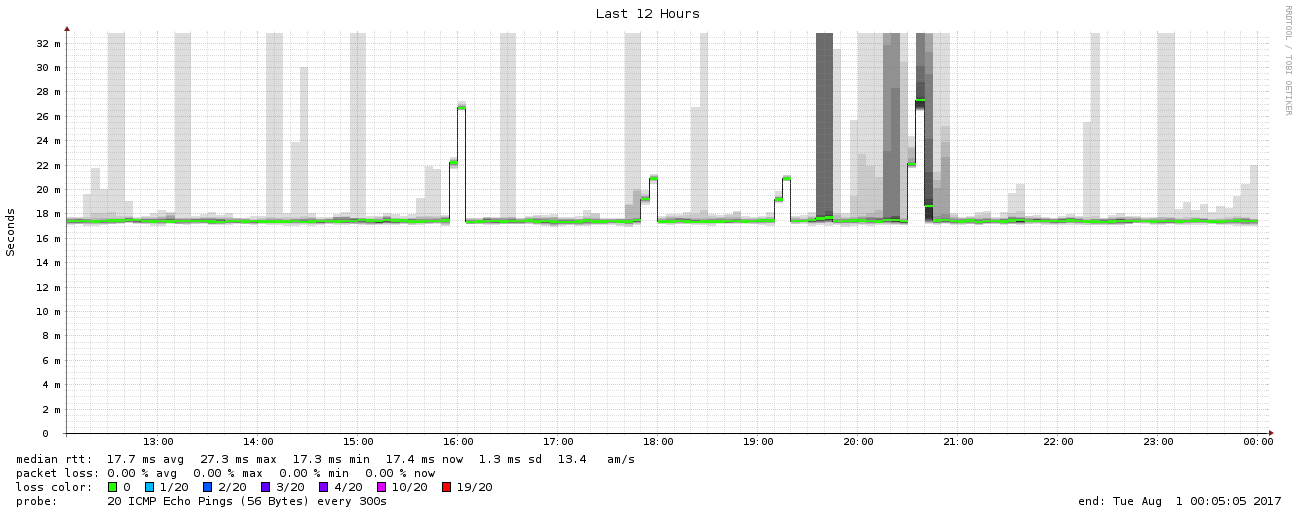 Last 12 Hours
RRDTOOL / TOBI OETIKER
Seconds
32 m
30 m
28 m
26 m
24 m
22 m
20 m
18 m
16 m
14 m
12 m
10 m
8 m
6 m
4 m
2 m
0
13:00 14:00 15:00 16:00 17:00 18:00 19:00 20:00 21:00 22:00 23:00 00:00
median rtt: 17.7 ms avg 27.3 ms max 17.3 ms min 17.4 ms now 1.3 ms sd 13.4 am/s
packet loss: 0.00 % avg 0.00 % max 0.00 % min 0.00 % now
loss color: 0 1/20 2/20 3/20 4/20 10/20 19/20
probe: 20 ICMP Echo Pings (56 Bytes) every 300s end: Tue Aug 1 00:05:05 2017